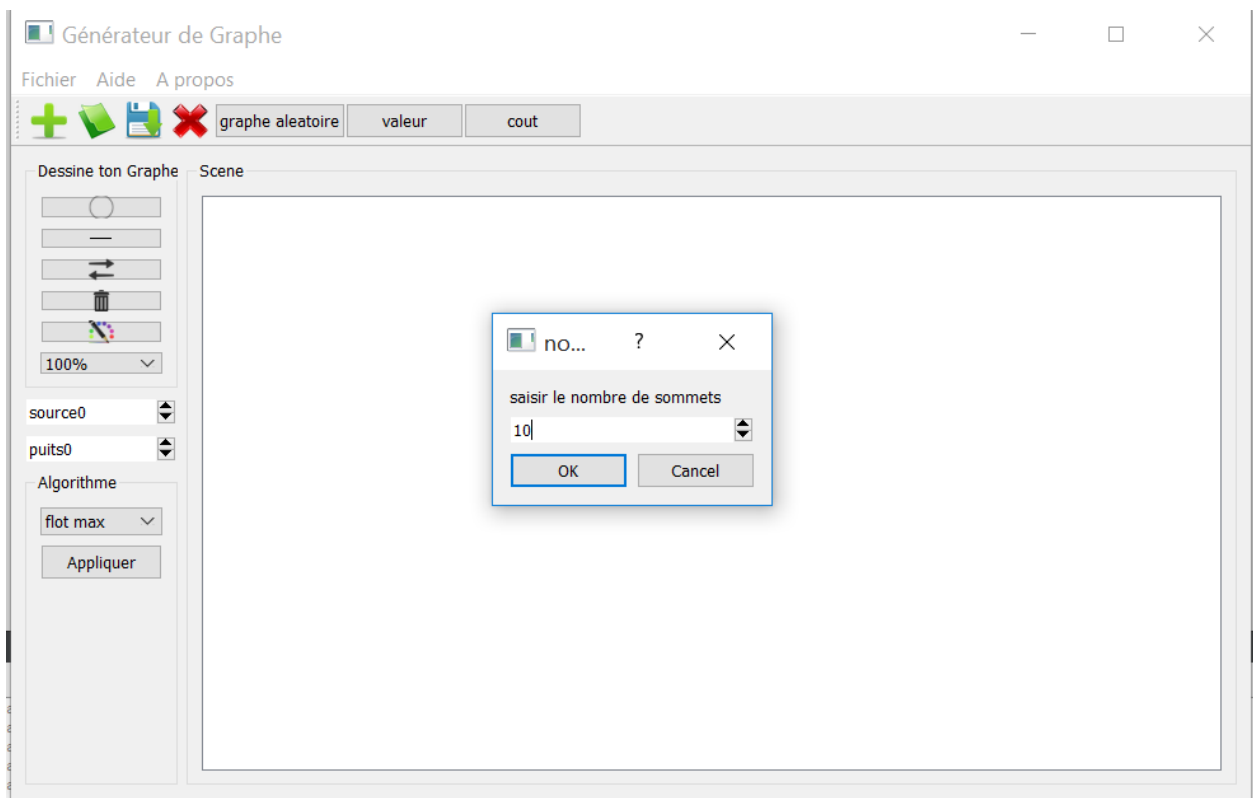 Générateur de Graphe
Fichier Aide A propos
graphe aleatoire valeur cout
Dessine ton Graphe
Scene
100%
source0
puits0
Algorithme
flot max
Appliquer
no... ?
saisir le nombre de sommets
10
OK Cancel